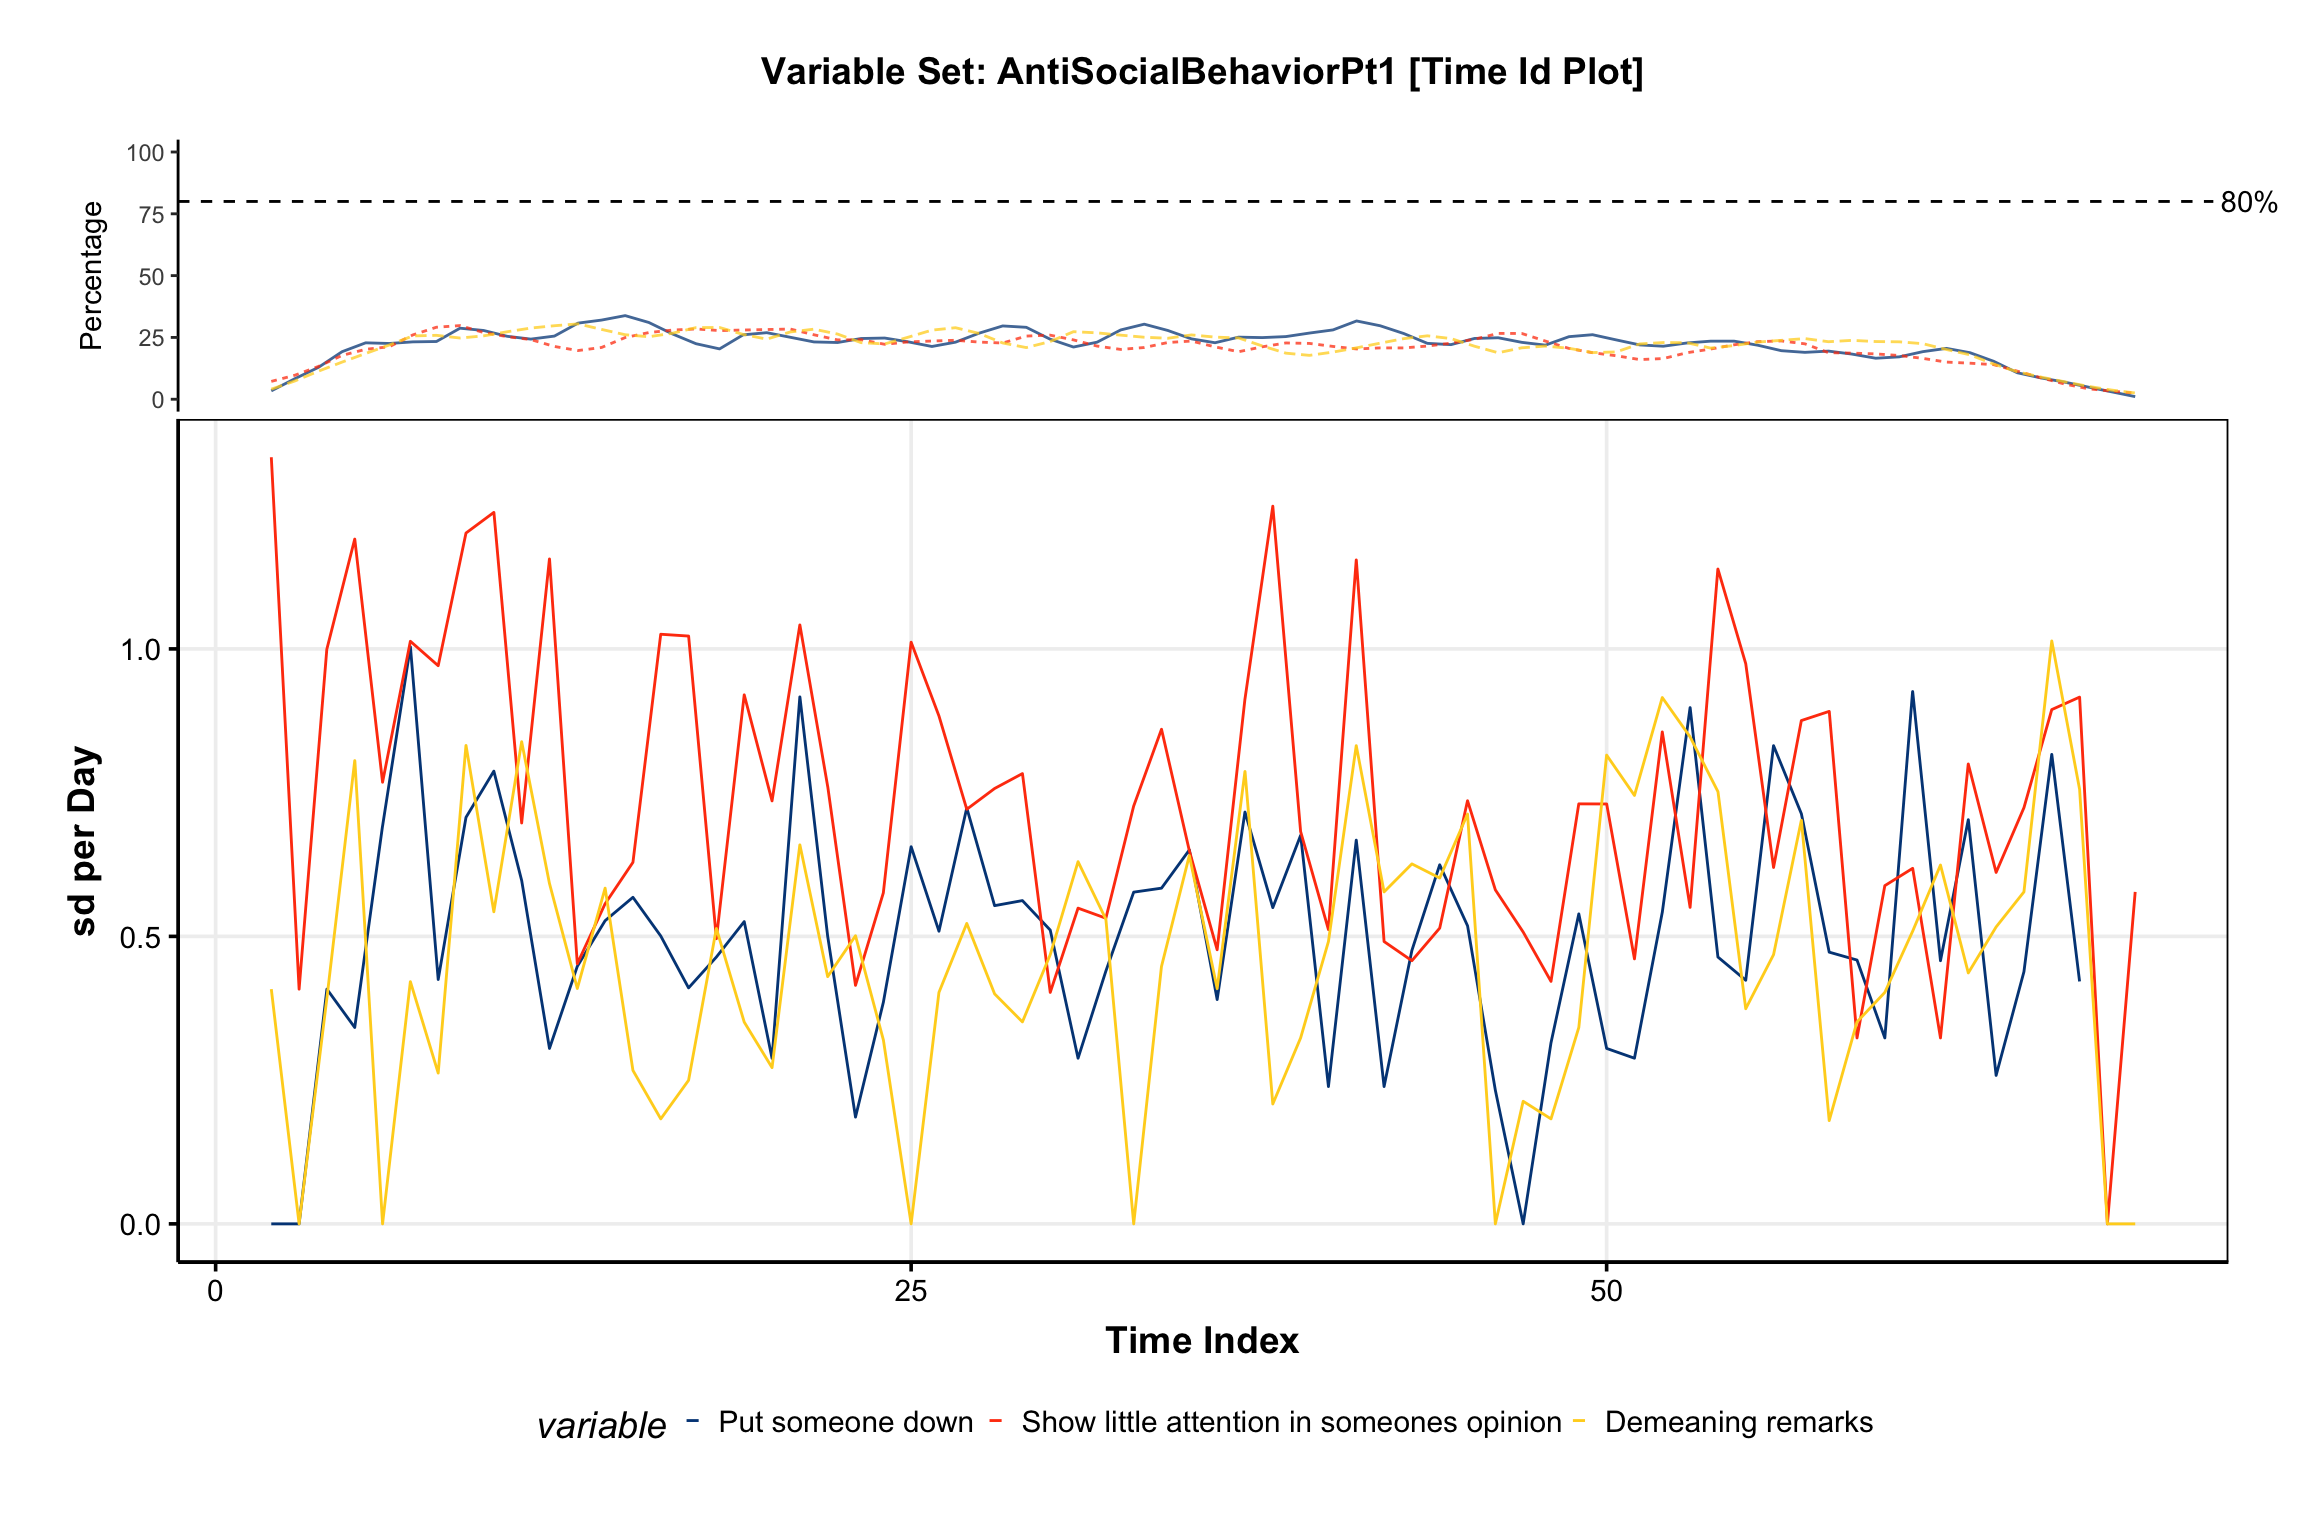 Variable Set: AntiSocialBehaviorPt1 [Time Id Plot]
100
75
50
25
0
Percentage
80%
1.0
0.5
0.0
sd per Day
0
25
50
Time Index
variable Put someone down Show little attention in someones opinion Demeaning remarks